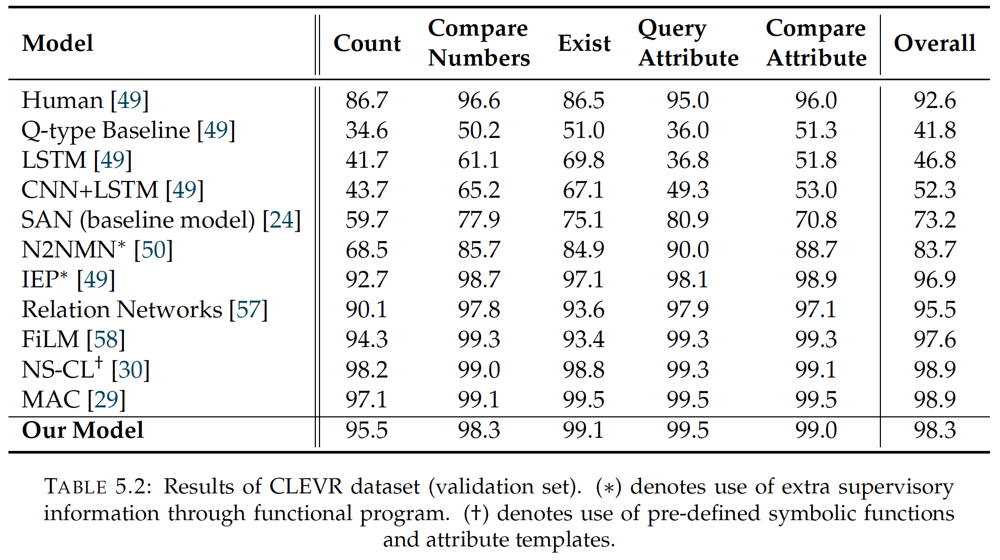 Model Count Compare Numbers Exist Query Attribute Compare Attribute Overall
Human [49] 86.7 96.6 86.5 95.0 96.0 92.6
Q-type Baseline [49] 34.6 50.2 51.0 36.0 51.3 41.8
LSTM [49] 41.7 61.1 69.8 36.8 51.8 46.8
CNN+LSTM [49] 43.7 65.2 67.1 49.3 53.0 52.3
SAN (baseline model) [24] 59.7 77.9 75.1 80.9 70.8 73.2
N2NMN* [50] 68.5 85.7 84.9 90.0 88.7 83.7
IEP* [49] 92.7 98.7 97.1 98.1 98.9 96.9
Relation Networks [57] 90.1 97.8 93.6 97.9 97.1 95.5
FiLM [58] 94.3 99.3 93.4 99.3 99.3 97.6
NS-CL† [30] 98.2 99.0 98.8 99.3 99.1 98.9
MAC [29] 97.1 99.1 99.5 99.5 99.5 98.9
Our Model 95.5 98.3 99.1 99.5 99.0 98.3
TABLE 5.2: Results of CLEVR dataset (validation set). (*) denotes use of extra supervisory
information through functional program. (†) denotes use of pre-defined symbolic functions
and attribute templates.